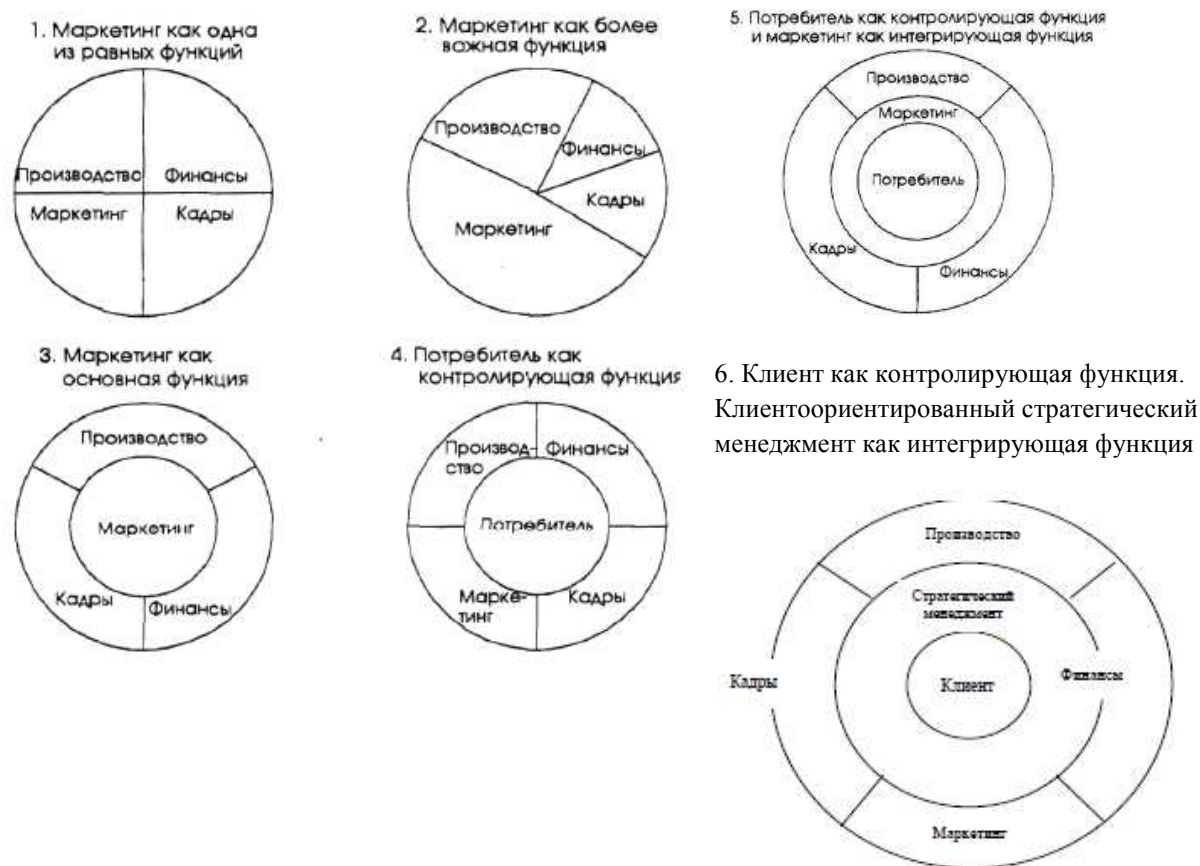 1. Маркетинг как одна
из равных функций
Производство
Финансы
Маркетинг
Кадры
2. Маркетинг как более
важная функция
Производство
Финансы
Кадры
Маркетинг
5. Потребитель как контролирующая функция
и маркетинг как интегрирующая функция
Производство
Маркетинг
Потребитель
Кадры
Финансы
3. Маркетинг как
основная функция
Производство
Маркетинг
Кадры
Финансы
4. Потребитель как
контролирующая функция
Производ-
ство
Финансы
Потребитель
Марке-
тинг
Кадры
6. Клиент как контролирующая функция.
Клиентоориентированный стратегический
менеджмент как интегрирующая функция
Производство
Стратегический
менеджмент
Кадры
Клиент
Финансы
Маркетинг